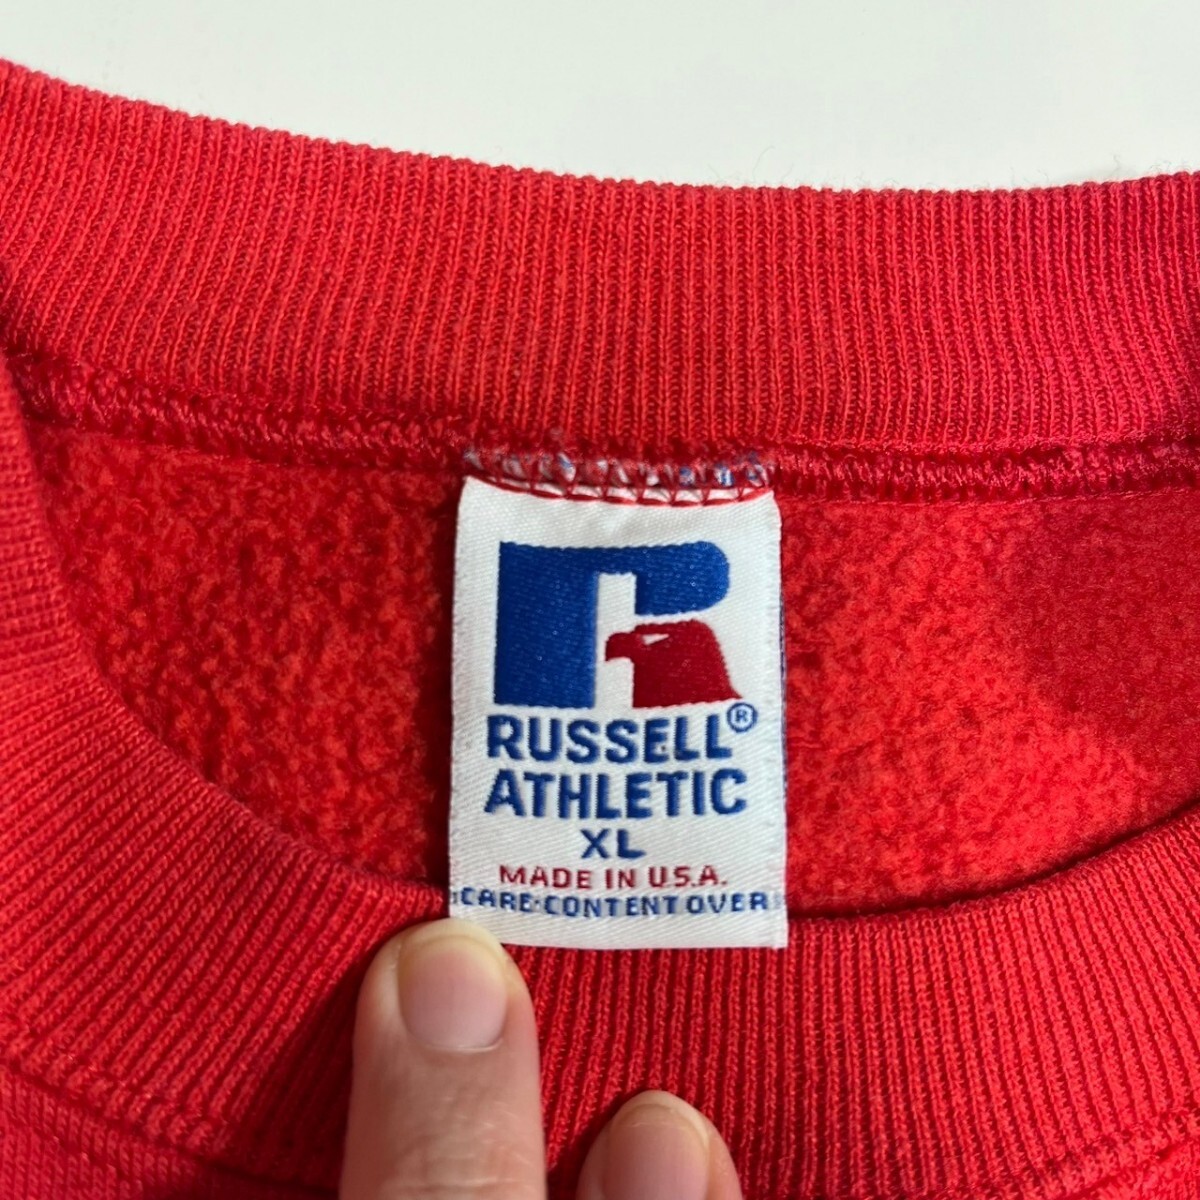 R
RUSSELL®
ATHLETIC
XL
MADE IN U.S.A.
CARE·CONTENT OVER